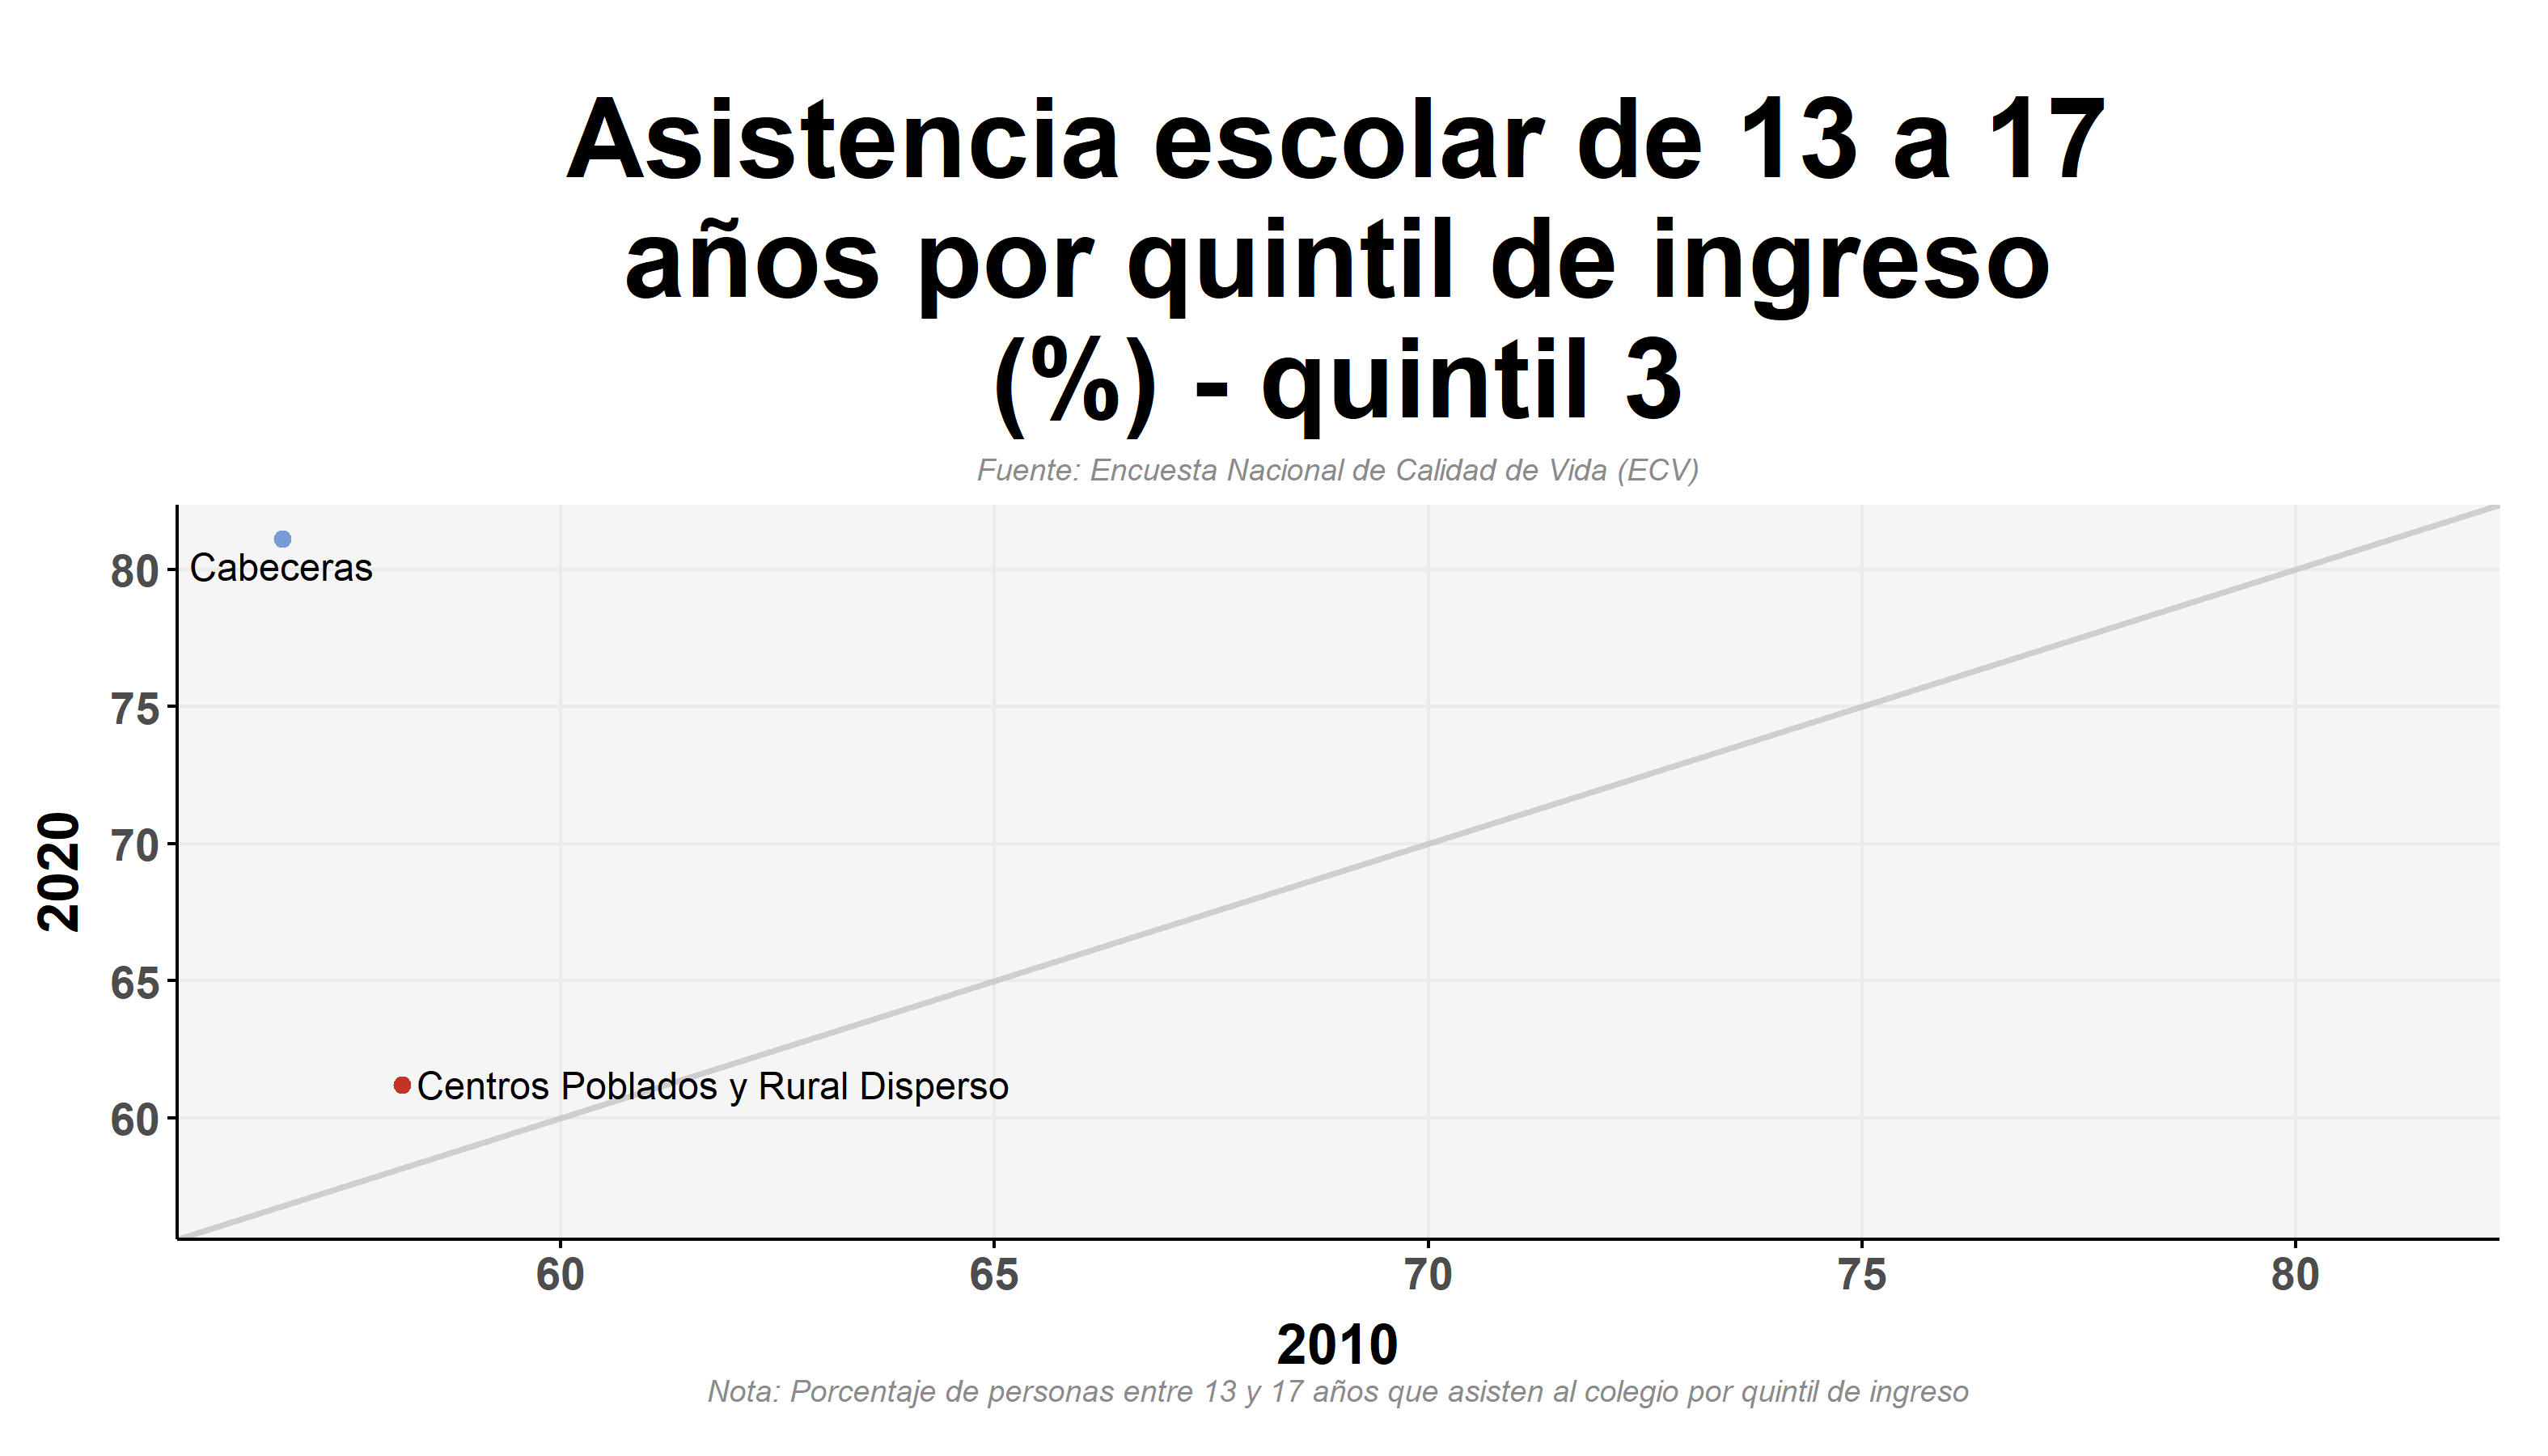 Asistencia escolar de 13 a 17
años por quintil de ingreso
(%) - quintil 3
Fuente: Encuesta Nacional de Calidad de Vida (ECV)
Cabeceras
80
75
2020
70
65
Centros Poblados y Rural Disperso
60
60 65 70 75 80
2010
Nota: Porcentaje de personas entre 13 y 17 años que asisten al colegio por quintil de ingreso